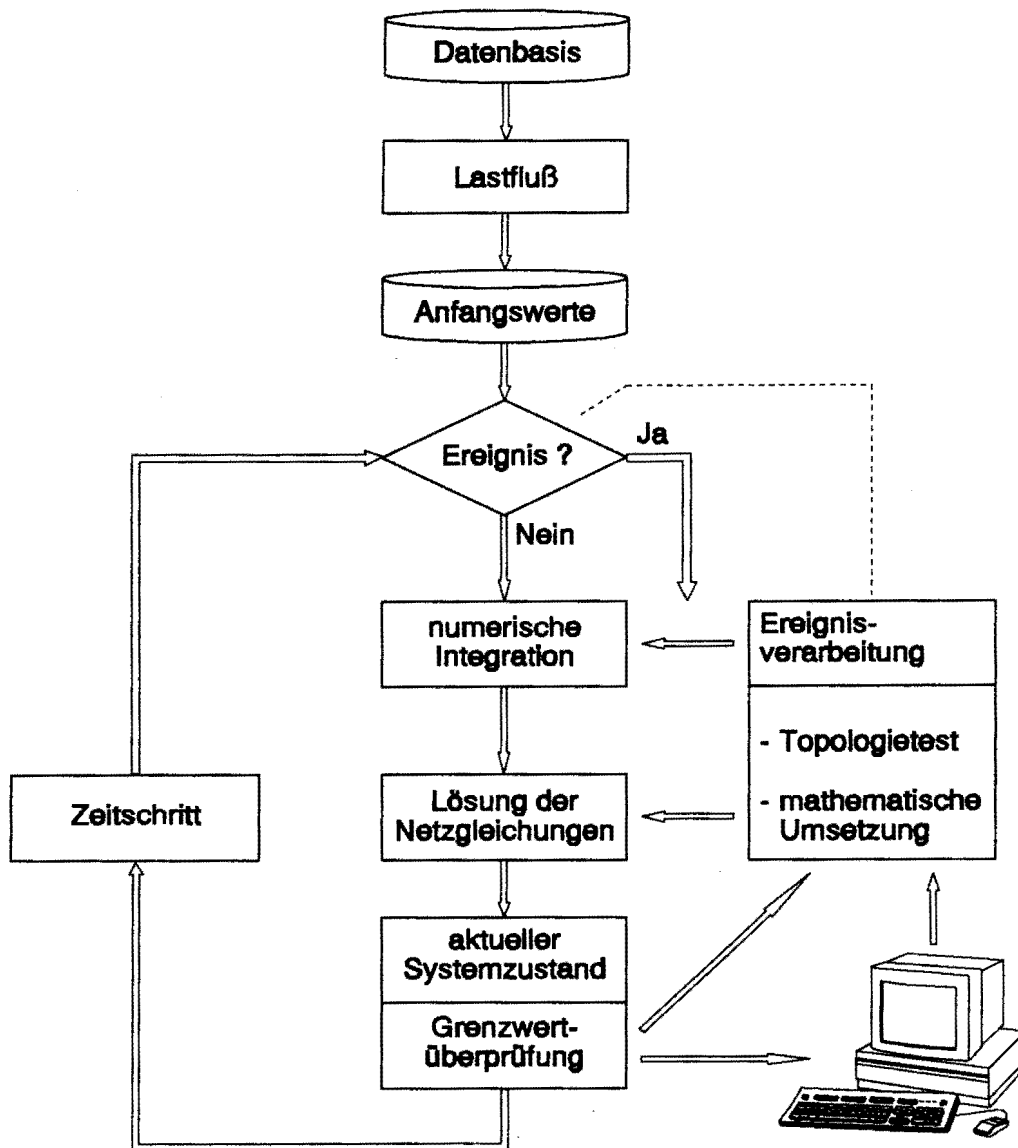 Datenbasis
Lastfluß
Anfangswerte
Ereignis ?
Ja
Nein
numerische
Integration
Ereignis-
verarbeitung
- Topologietest
- mathematische
Umsetzung
Zeitschritt
Lösung der
Netzgleichungen
aktueller
Systemzustand
Grenzwert-
überprüfung